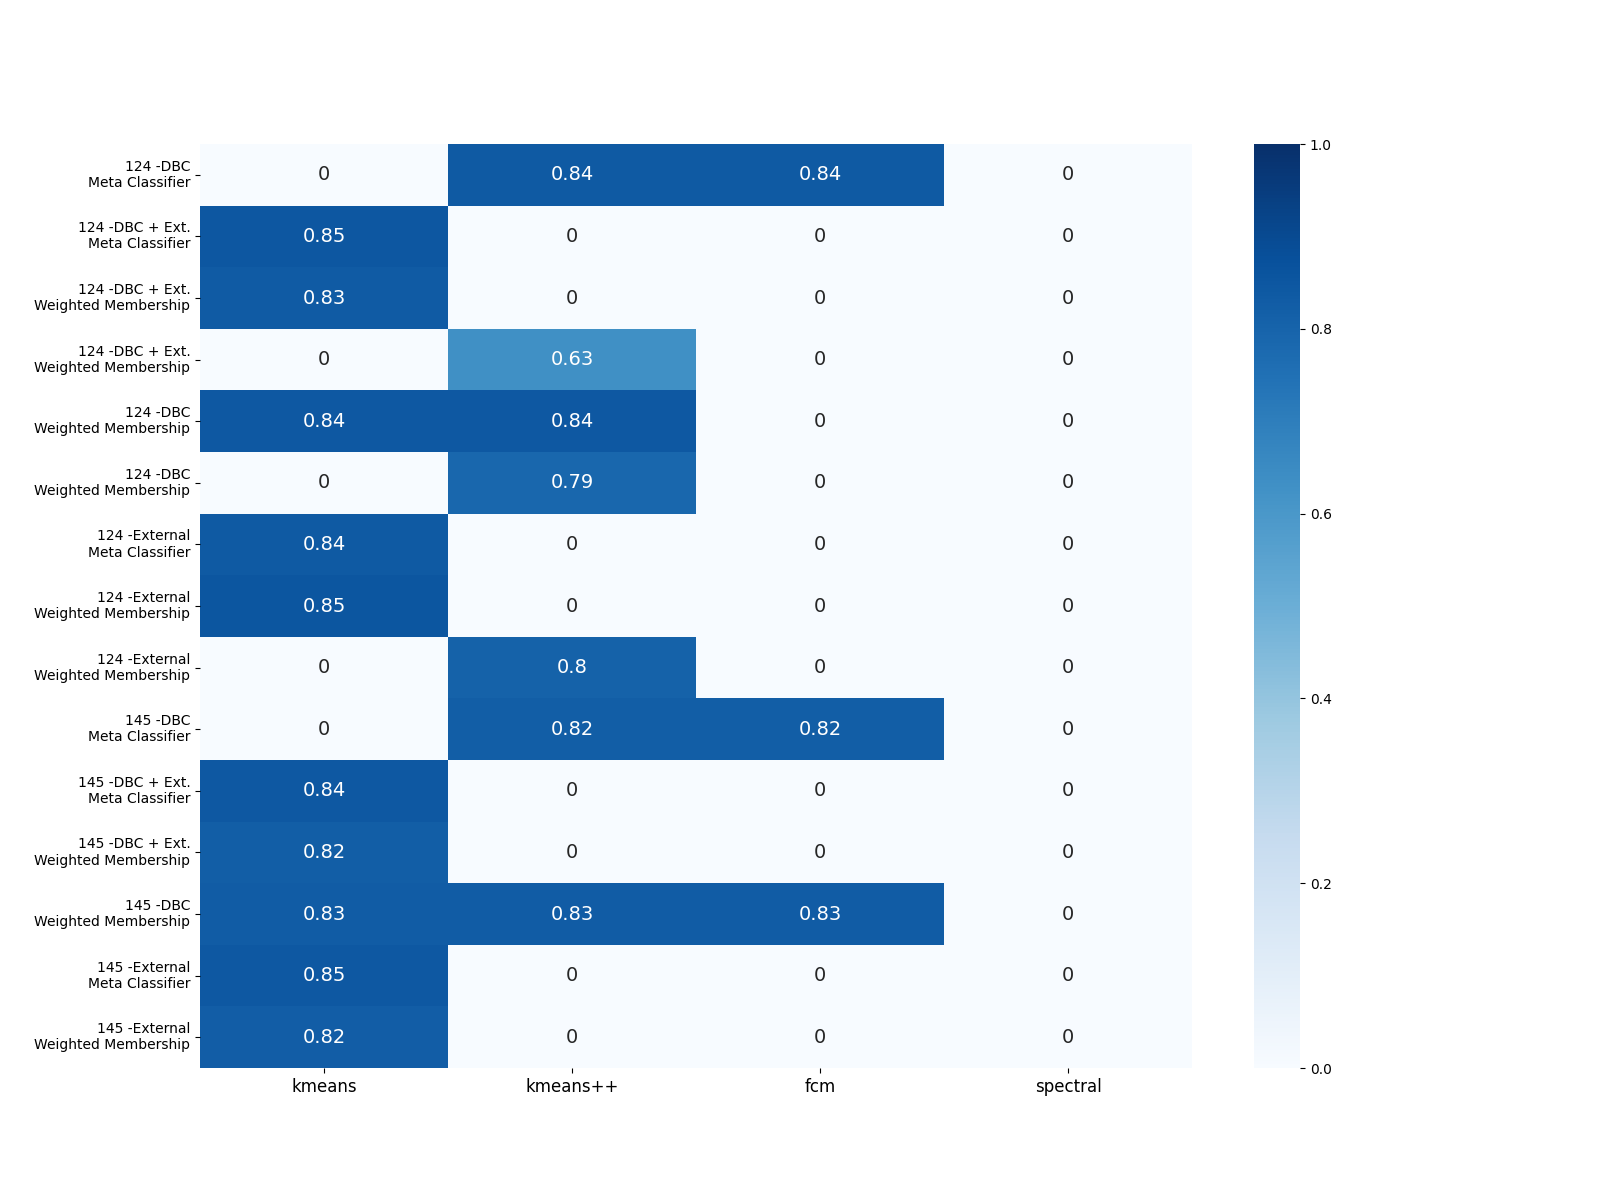 124 -DBC
Meta Classifier
0 0.84 0.84 0
124 -DBC + Ext.
Meta Classifier
0.85 0 0 0
124 -DBC + Ext.
Weighted Membership
0.83 0 0 0
124 -DBC + Ext.
Weighted Membership
0 0.63 0 0
124 -DBC
Weighted Membership
0.84 0.84 0 0
124 -DBC
Weighted Membership
0 0.79 0 0
124 -External
Meta Classifier
0.84 0 0 0
124 -External
Weighted Membership
0.85 0 0 0
124 -External
Weighted Membership
0 0.8 0 0
145 -DBC
Meta Classifier
0 0.82 0.82 0
145 -DBC + Ext.
Meta Classifier
0.84 0 0 0
145 -DBC + Ext.
Weighted Membership
0.82 0 0 0
145 -DBC
Weighted Membership
0.83 0.83 0.83 0
145 -External
Meta Classifier
0.85 0 0 0
145 -External
Weighted Membership
0.82 0 0 0
kmeans kmeans++ fcm spectral
1.0
0.8
0.6
0.4
0.2
0.0